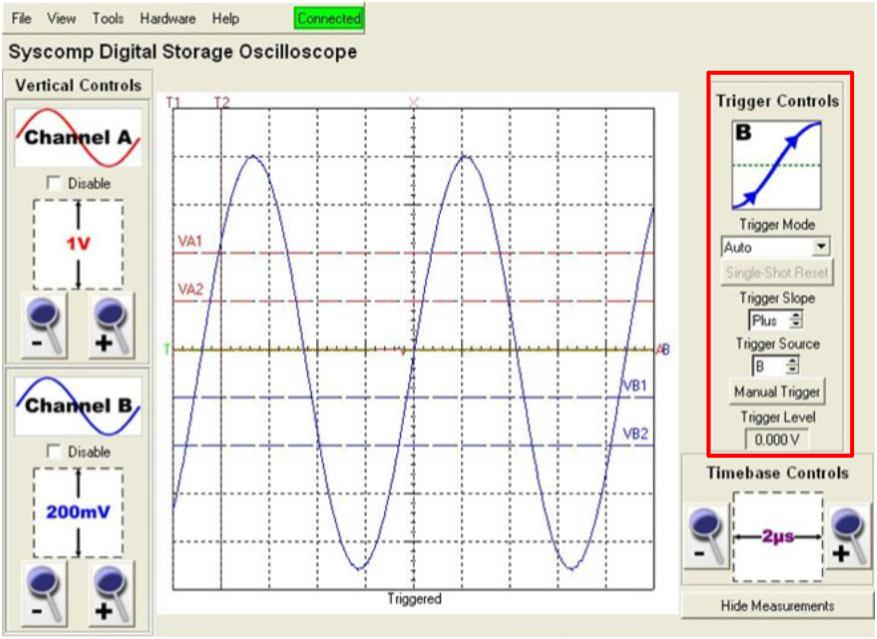 File View Tools Hardware Help Connected
Syscomp Digital Storage Oscilloscope
Vertical Controls
Channel A
Disable
1V
- +
Channel B
Disable
200mV
- +
T1 T2 X
VA1
VA2
T AB
VB1
VB2
Triggered
Trigger Controls
B
Trigger Mode
Auto
Single-Shot Reset
Trigger Slope
Plus
Trigger Source
B
Manual Trigger
Trigger Level
0.000 V
Timebase Controls
- 2µs +
Hide Measurements